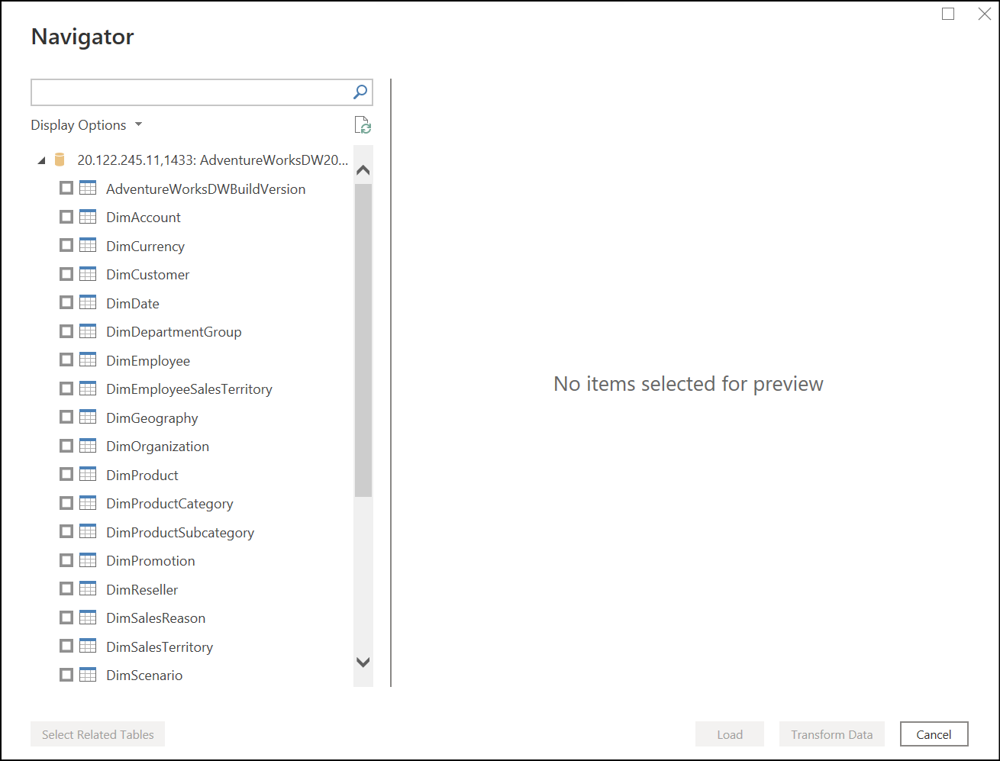 Navigator
Display Options
20.122.245.11,1433: AdventureWorksDW20...
AdventureWorksDWBuildVersion
DimAccount
DimCurrency
DimCustomer
DimDate
DimDepartmentGroup
DimEmployee
DimEmployeeSalesTerritory
DimGeography
DimOrganization
DimProduct
DimProductCategory
DimProductSubcategory
DimPromotion
DimReseller
DimSalesReason
DimSalesTerritory
DimScenario
No items selected for preview
Select Related Tables
Load
Transform Data
Cancel